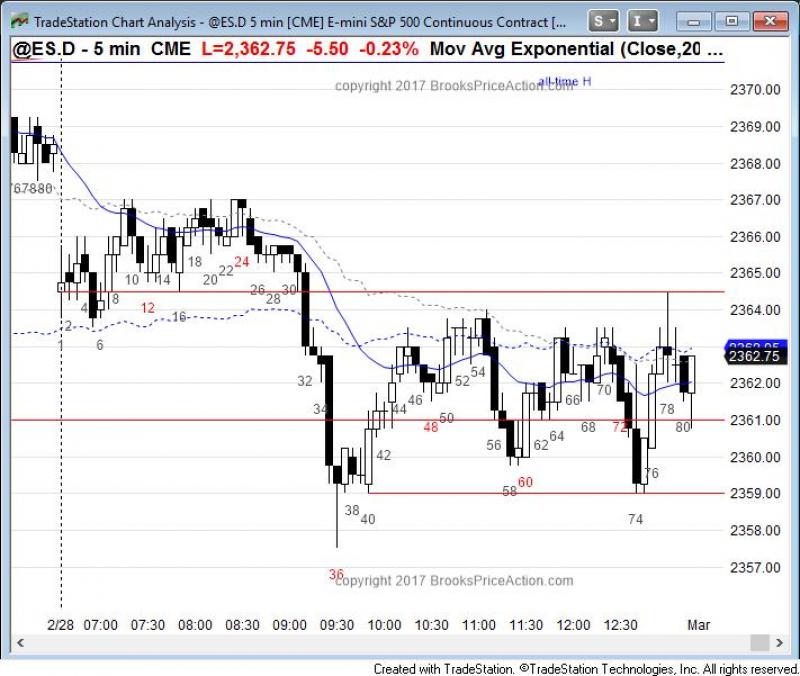 TradeStation Chart Analysis - @ES.D 5 min [CME] E-mini S&P 500 Continuous Contract [...
S I
@ES.D - 5 min CME L=2,362.75 -5.50 -0.23% Mov Avg Exponential (Close,20 ...
all-time H
copyright 2017 BrooksPriceAction.com
2370.00
2369.00
2368.00
2367.00
2366.00
2365.00
2364.00
2362.75
2362.00
2361.00
2360.00
2359.00
2358.00
2357.00
767880
2 4 6 8 10 12 14 16 18 20 22 24 26 28 30
32 34 36 38 40 42 44 46 48 50 52 54 56 58 60
62 64 66 68 70 72 74 76 78 80
copyright 2017 BrooksPriceAction.com
2/28 07:00 07:30 08:00 08:30 09:00 09:30 10:00 10:30 11:00 11:30 12:00 12:30 Mar
Created with TradeStation. ©TradeStation Technologies, Inc. All rights reserved.